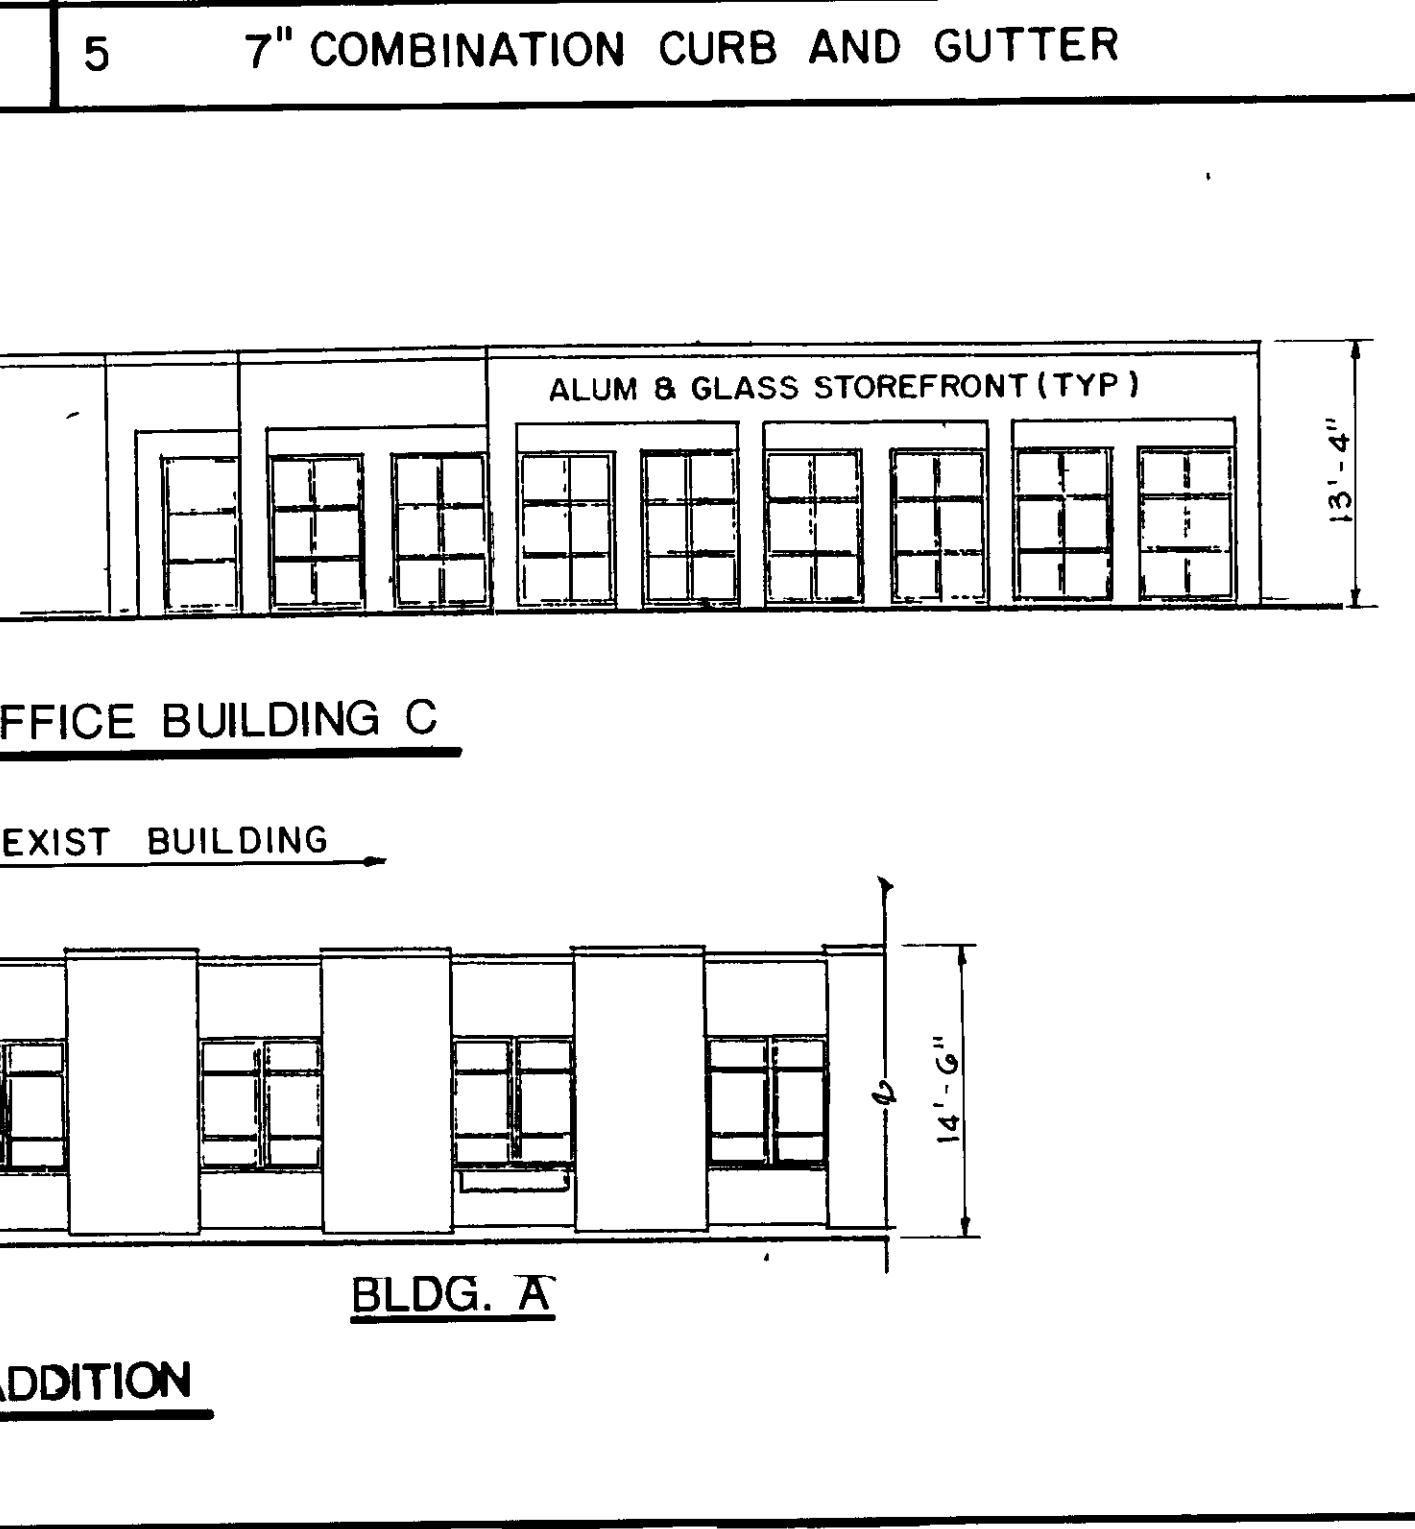 5 7" COMBINATION CURB AND GUTTER
ALUM & GLASS STOREFRONT (TYP)
13'-4"
FFICE BUILDING C
EXIST BUILDING
14'-6"
BLDG. A
ADDITION